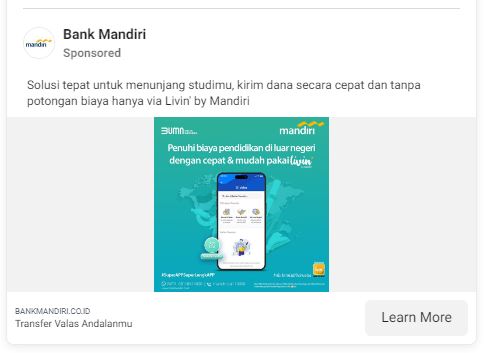 mandiri
Bank Mandiri
Sponsored
Solusi tepat untuk menunjang studimu, kirim dana secara cepat dan tanpa
potongan biaya hanya via Livin' by Mandiri
BUMN
mandiri
Penuhi biaya pendidikan di luar negeri
dengan cepat & mudah pakai livin'
BANKMANDIRI.CO.ID
Transfer Valas Andalanmu
Learn More